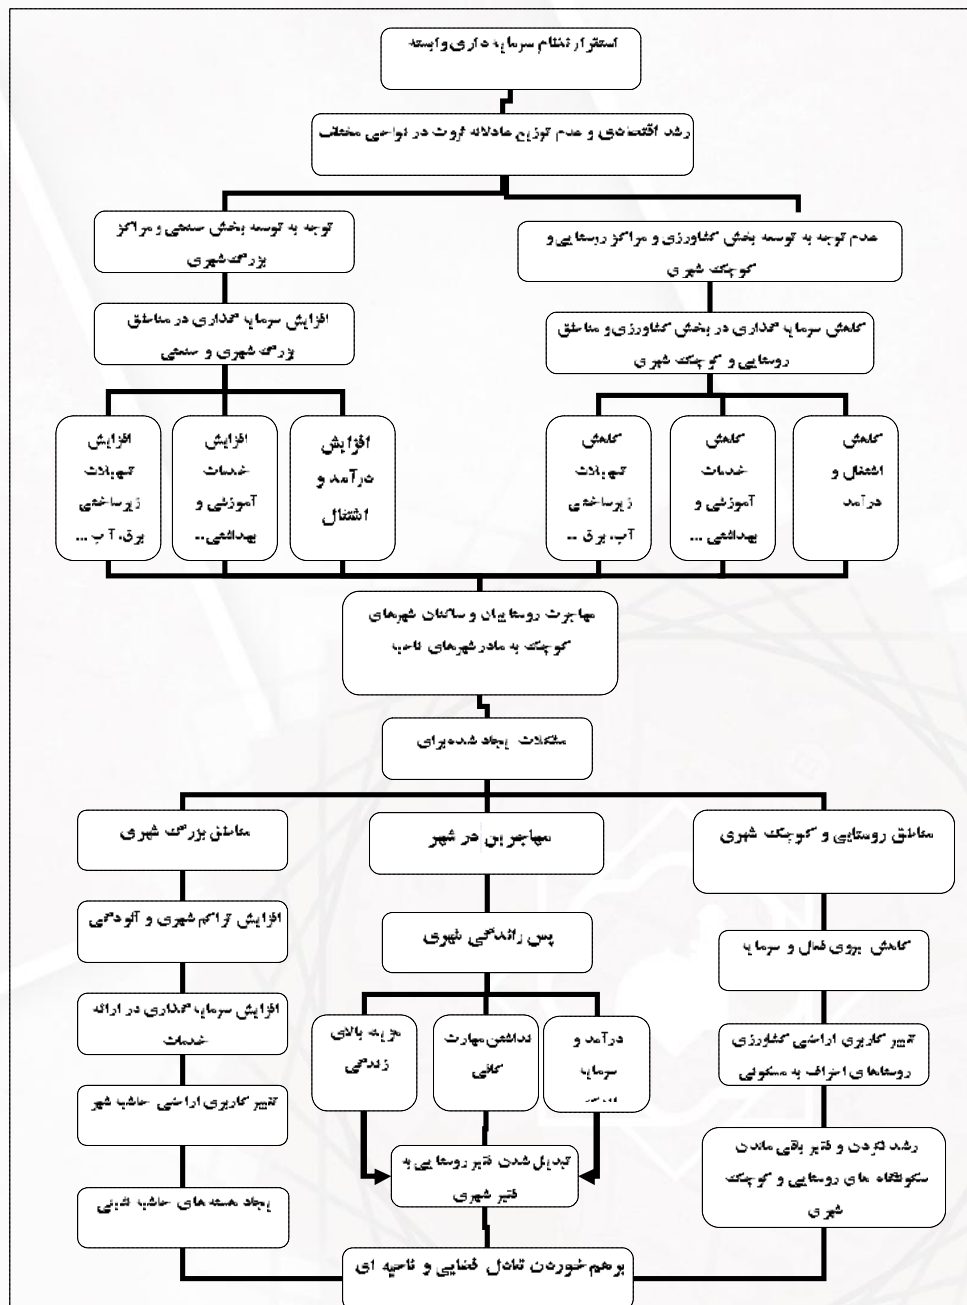 استقرار نظام سرمایه داری وابسته
رشد اقتصادی و عدم توزیع عادلانه ثروت در نواحی مختلف
عدم توجه به توسعه بخش کشاورزی و مراکز روستایی و
کوچک شهری
توجه به توسعه بخش صنعتی و مراکز
بزرگ شهری
کاهش سرمایه گذاری در بخش کشاورزی و مناطق
روستایی و کوچک شهری
افزایش سرمایه گذاری در مناطق
بزرگ شهری و صنعتی
کاهش
اشتغال و
درآمد
کاهش
خدمات
آموزشی و
بهداشتی ...
کاهش
تسهیلات
زیرساختی
آب، برق ..
افزایش
درآمد و
اشتغال
افزایش
خدمات
آموزشی و
بهداشتی..
افزایش
تسهیلات
زیرساختی
برق، آب ...
مهاجرت روستاییان و ساکنان شهرهای
کوچک به مادرشهرهای ناحیه
مشکلات ایجاد شده برای
مناطق روستایی و کوچک شهری
مهاجرین در شهر
مناطق بزرگ شهری
کاهش نیروی فعال و سرمایه
پس راندگی شهری
افزایش تراکم شهری و آلودگی
تغییر کاربری اراضی کشاورزی
روستاهای اطراف به مسکونی
درآمد و
سرمایه
نداشتن مهارت
کافی
هزینه بالای
زندگی
افزایش سرمایه گذاری در ارائه
خدمات
تغییر کاربری اراضی حاشیه شهر
رشد نکردن و فقیر باقی ماندن
سکونتگاه های روستایی و کوچک
شهری
تبدیل شدن فقیر روستایی به
فقیر شهری
ایجاد هسته های حاشیه نشینی
برهم خوردن تعادل فضایی و ناحیه ای